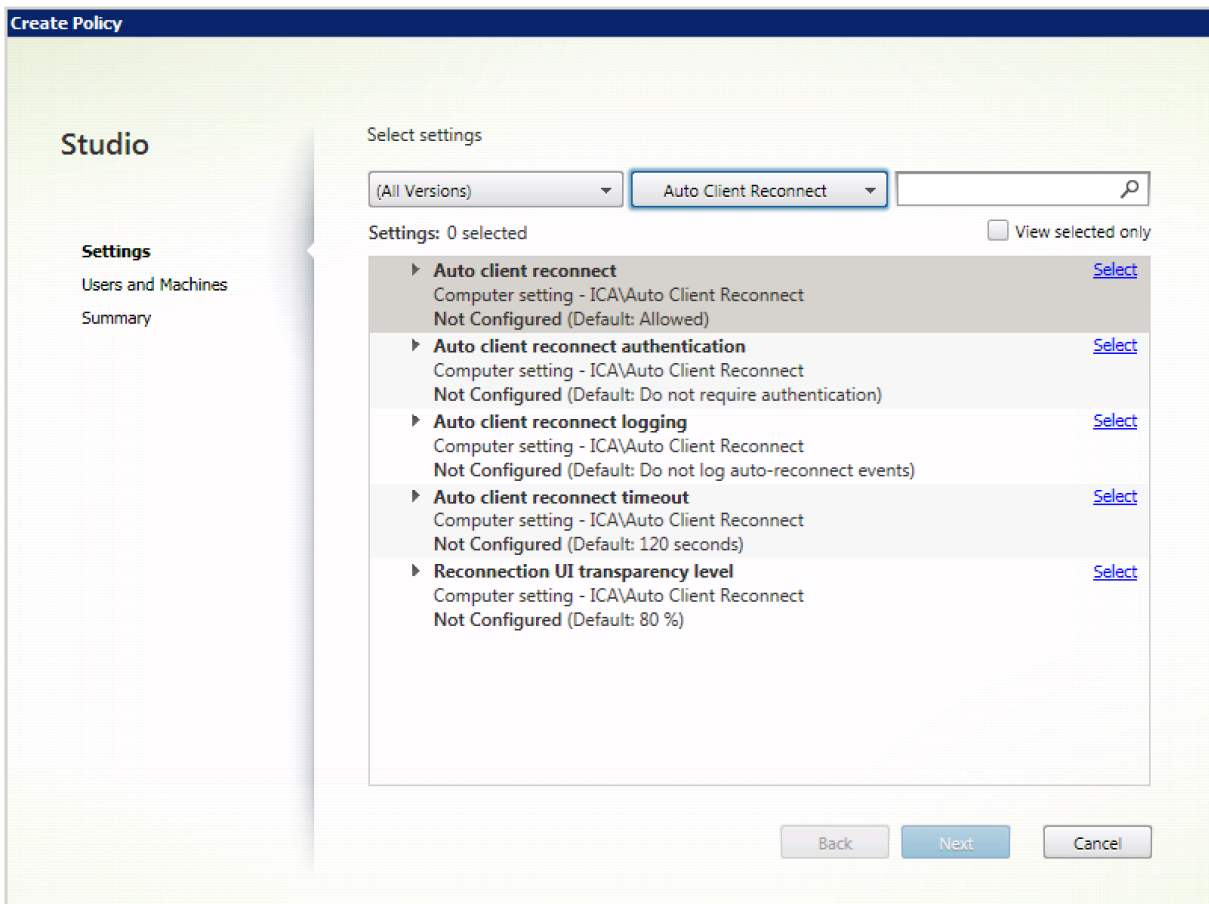 Create Policy
Studio
Settings
Users and Machines
Summary
Select settings
(All Versions)
Auto Client Reconnect
Settings: 0 selected
View selected only
Auto client reconnect
Select
Computer setting - ICA\Auto Client Reconnect
Not Configured (Default: Allowed)
Auto client reconnect authentication
Select
Computer setting - ICA\Auto Client Reconnect
Not Configured (Default: Do not require authentication)
Auto client reconnect logging
Select
Computer setting - ICA\Auto Client Reconnect
Not Configured (Default: Do not log auto-reconnect events)
Auto client reconnect timeout
Select
Computer setting - ICA\Auto Client Reconnect
Not Configured (Default: 120 seconds)
Reconnection UI transparency level
Select
Computer setting - ICA\Auto Client Reconnect
Not Configured (Default: 80 %)
Back
Next
Cancel